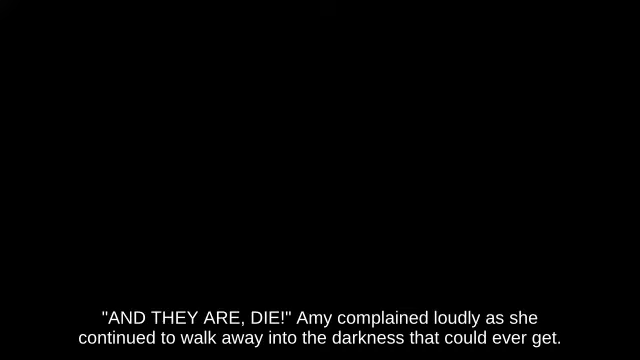 "AND THEY ARE, DIE!" Amy complained loudly as she
continued to walk away into the darkness that could ever get.